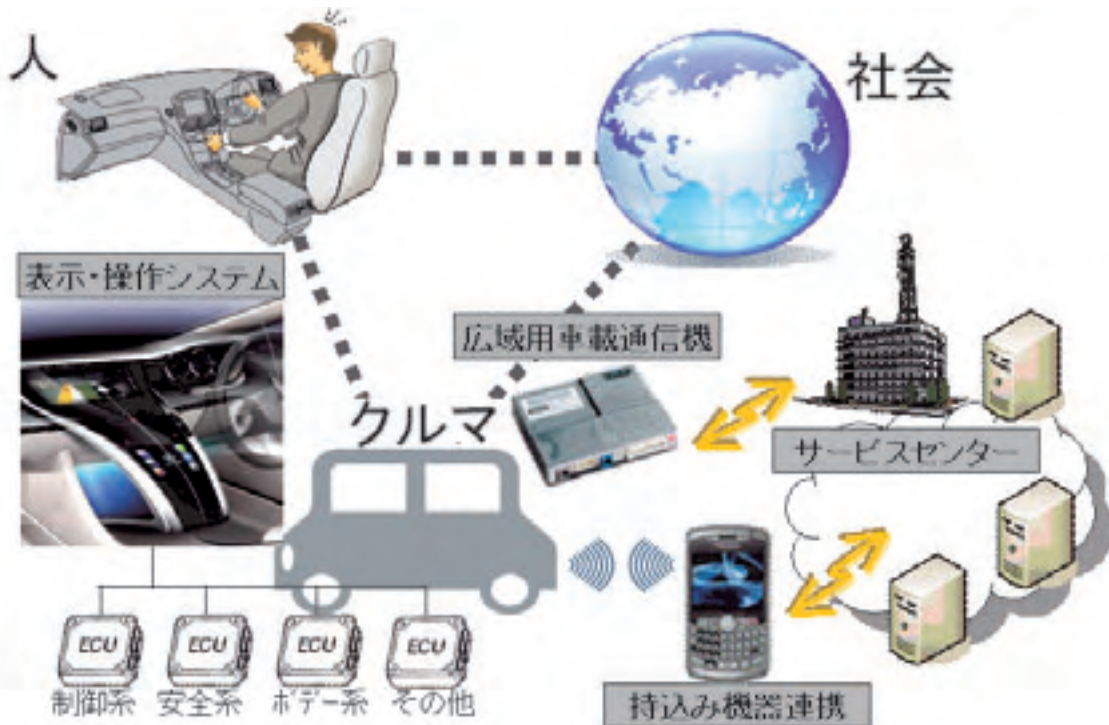 人
社会
表示・操作システム
広域用車載通信機
クルマ
サービスセンター
ECU
ECU
ECU
ECU
制御系
安全系
ボデー系
その他
持込み機器連携